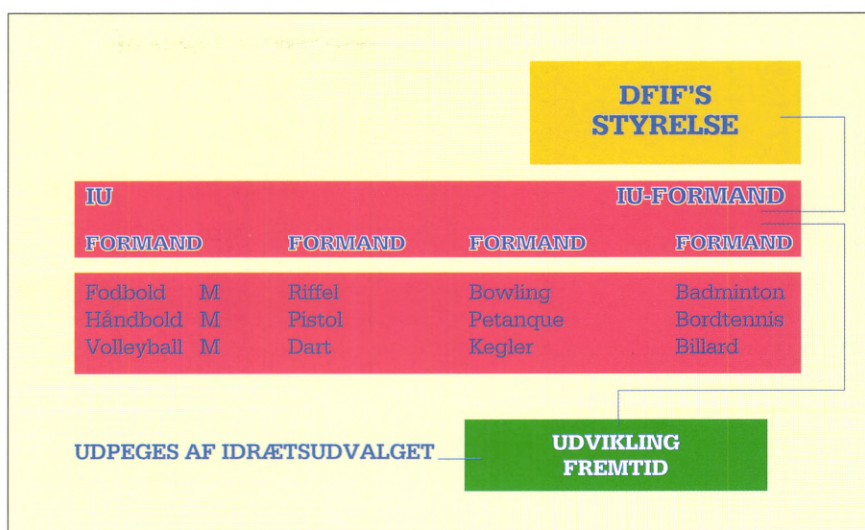 DFIF'S
STYRELSE
IU IU-FORMAND
FORMAND FORMAND FORMAND FORMAND
Fodbold M Riffel Bowling Badminton
Håndbold M Pistol Petanque Bordtennis
Volleyball M Dart Kegler Billard
UDPEGES AF IDRÆTSUDVALGET
UDVIKLING
FREMTID